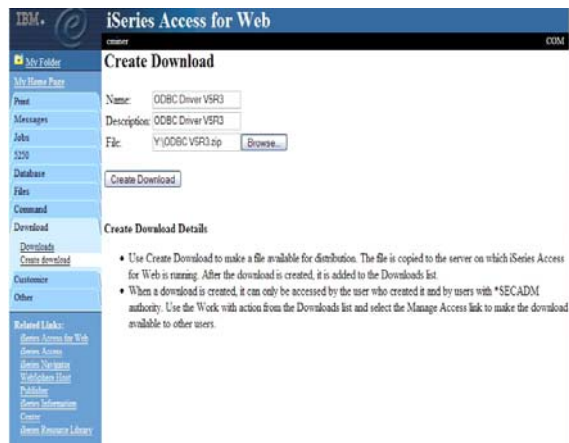 IBM.
iSeries Access for Web
cminer
COM
My Folder
My Home Page
Print
Messages
Jobs
5250
Database
Files
Command
Download
Downloads
Create download
Customize
Other
Related Links:
iSeries Access for Web
iSeries Access
iSeries Navigator
WebSphere Host
Publisher
iSeries Information
Center
iSeries Resource Library
Create Download
Name: ODBC Driver V5R3
Description: ODBC Driver V5R3
File: Y:\ODBC V5R3.zip Browse...
Create Download
Create Download Details
• Use Create Download to make a file available for distribution. The file is copied to the server on which iSeries Access
for Web is running. After the download is created, it is added to the Downloads list.
• When a download is created, it can only be accessed by the user who created it and by users with *SECADM
authority. Use the Work with action from the Downloads list and select the Manage Access link to make the download
available to other users.